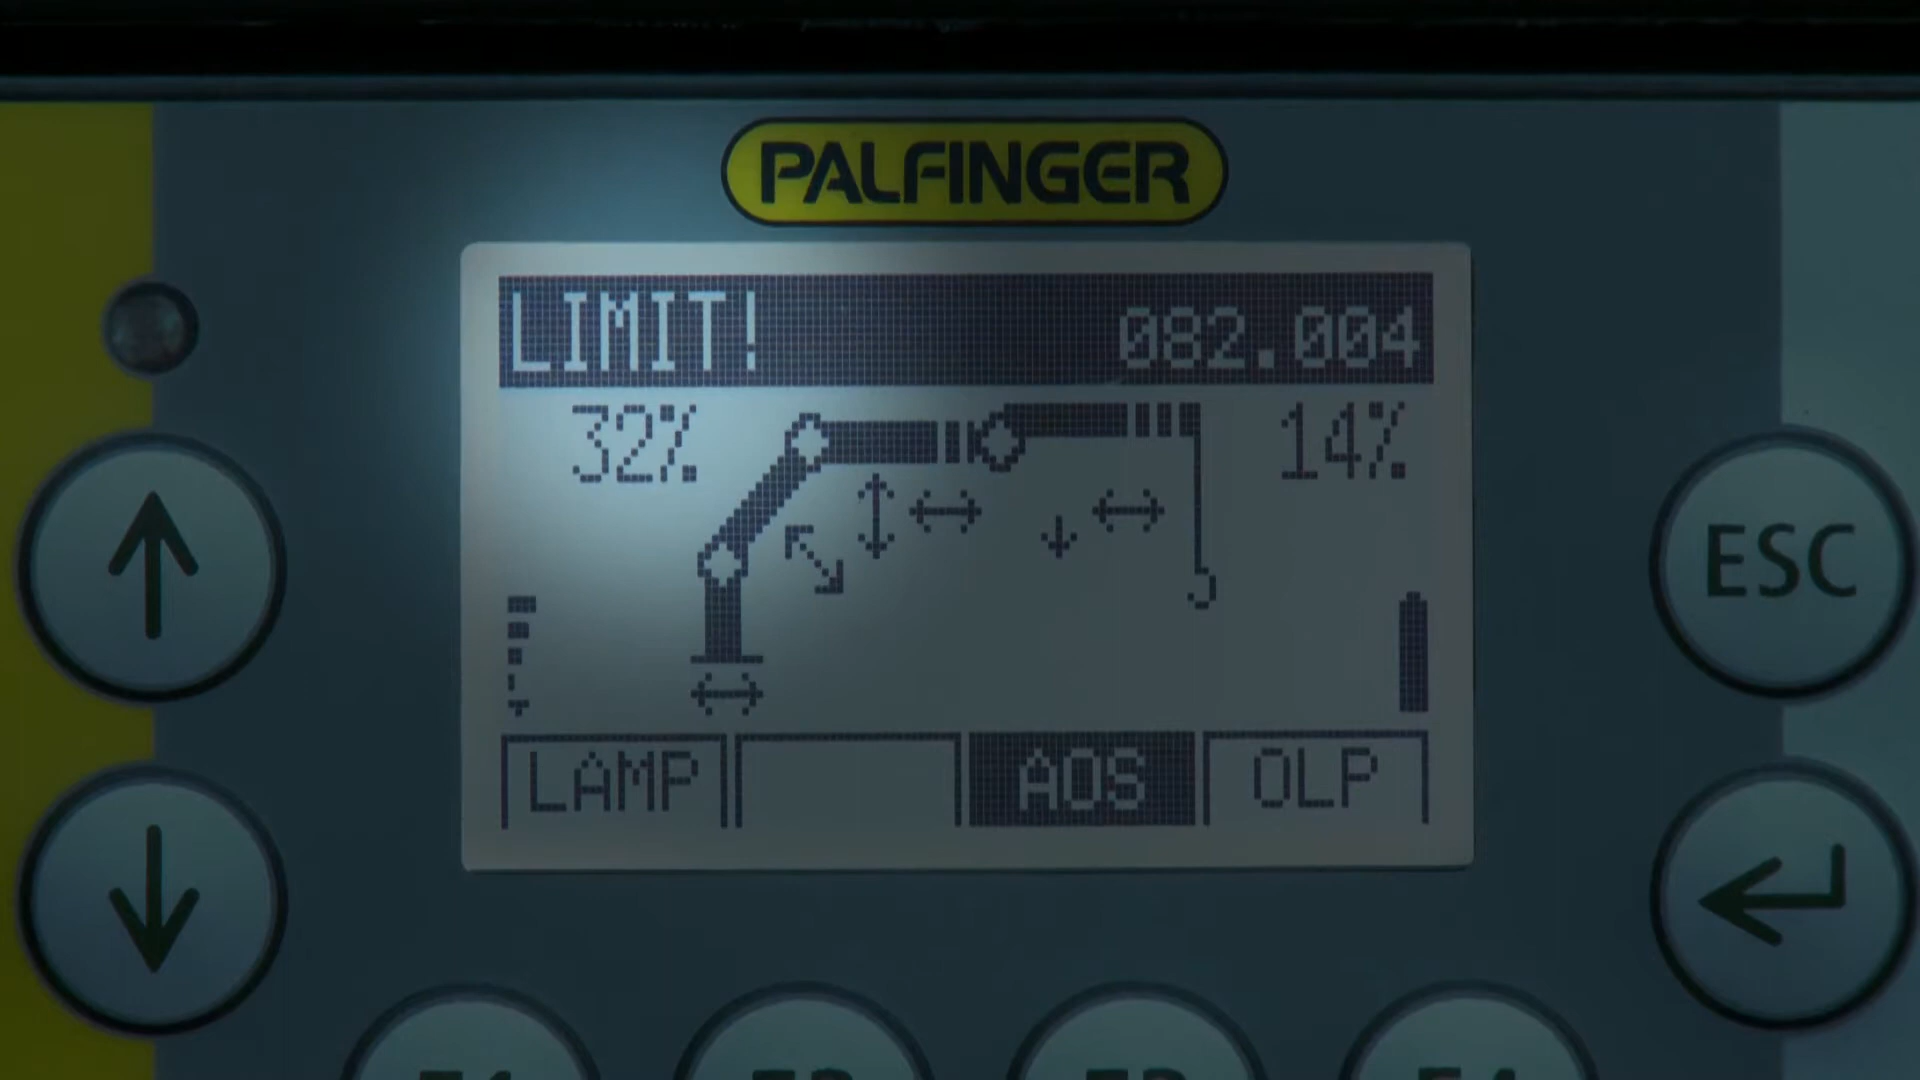 PALFINGER
LIMIT! 082.004
32% 14%
LAMP AOS OLP
ESC